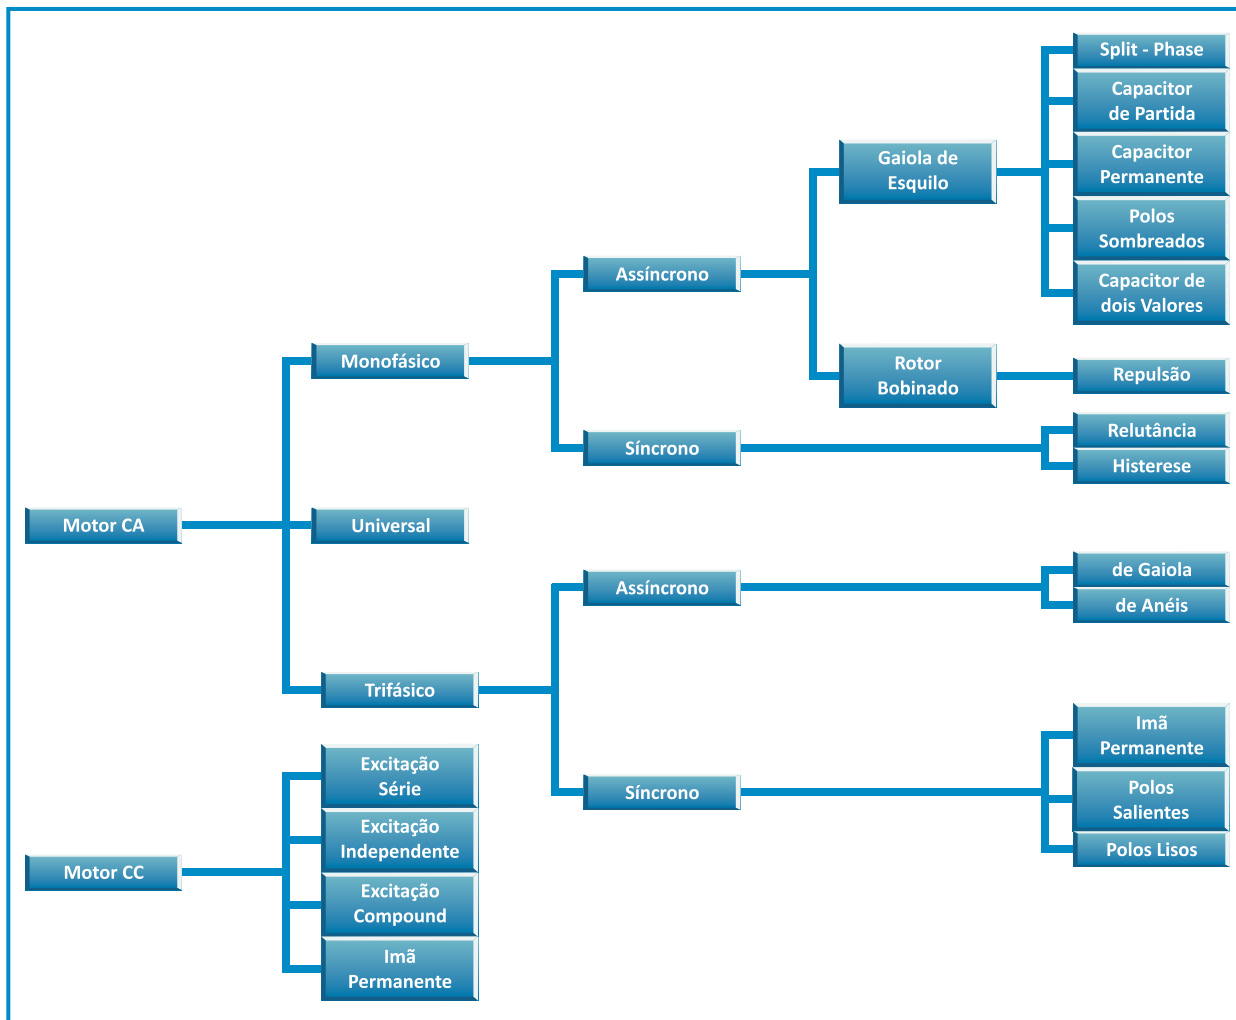 Split - Phase
Capacitor
de Partida
Capacitor
Permanente
Polos
Sombreados
Capacitor de
dois Valores
Gaiola de
Esquilo
Assíncrono
Rotor
Bobinado
Repulsão
Monofásico
Síncrono
Relutância
Histerese
Motor CA
Universal
Assíncrono
de Gaiola
de Anéis
Trifásico
Síncrono
Imã
Permanente
Polos
Salientes
Polos Lisos
Motor CC
Excitação
Série
Excitação
Independente
Excitação
Compound
Imã
Permanente